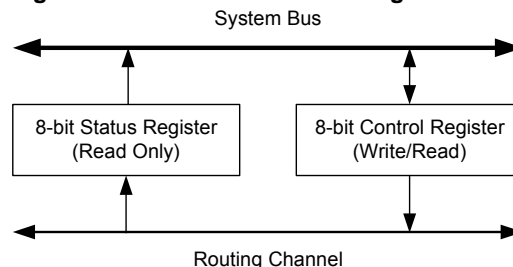 System Bus
8-bit Status Register
(Read Only)
8-bit Control Register
(Write/Read)
Routing Channel